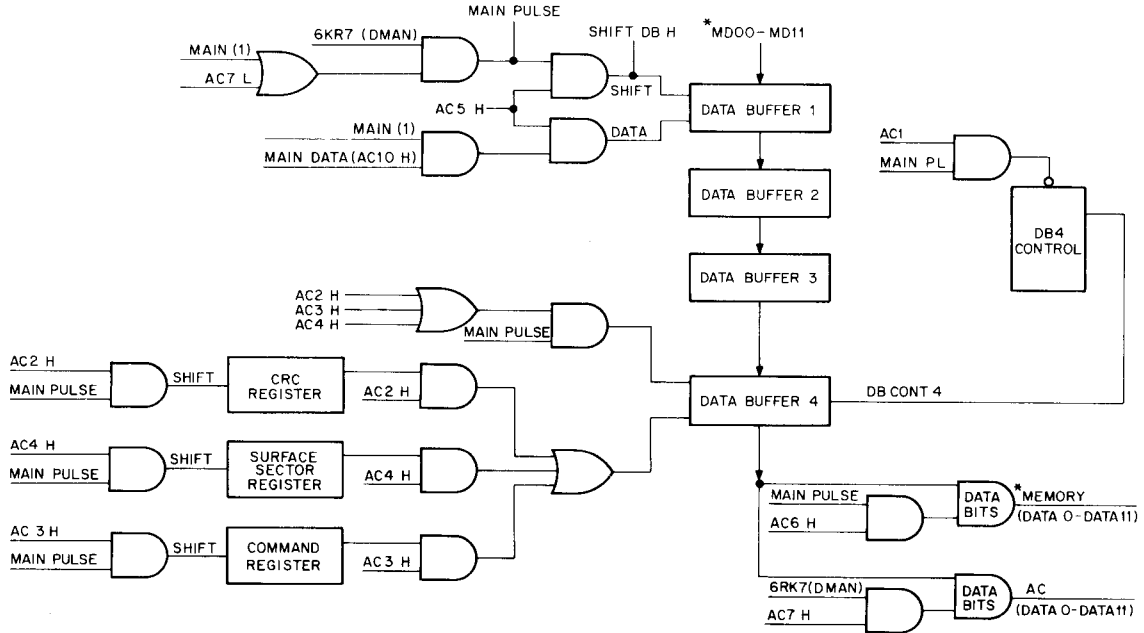 MAIN PULSE
6KR7 (DMAN)
SHIFT DB H
*MD00-MD11
MAIN (1)
AC7 L
SHIFT
DATA BUFFER 1
AC5 H
DATA
MAIN (1)
MAIN DATA(AC10 H)
AC1
MAIN PL
DATA BUFFER 2
DB4
CONTROL
DATA BUFFER 3
AC2 H
AC3 H
AC4 H
MAIN PULSE
AC2 H
MAIN PULSE
SHIFT
CRC
REGISTER
AC2 H
DATA BUFFER 4
DB CONT 4
AC4 H
MAIN PULSE
SHIFT
SURFACE
SECTOR
REGISTER
AC4 H
MAIN PULSE
AC6 H
DATA
BITS
*MEMORY
(DATA 0-DATA11)
AC 3 H
MAIN PULSE
SHIFT
COMMAND
REGISTER
AC3 H
6RK7(DMAN)
AC7 H
DATA
BITS
AC
(DATA 0-DATA11)